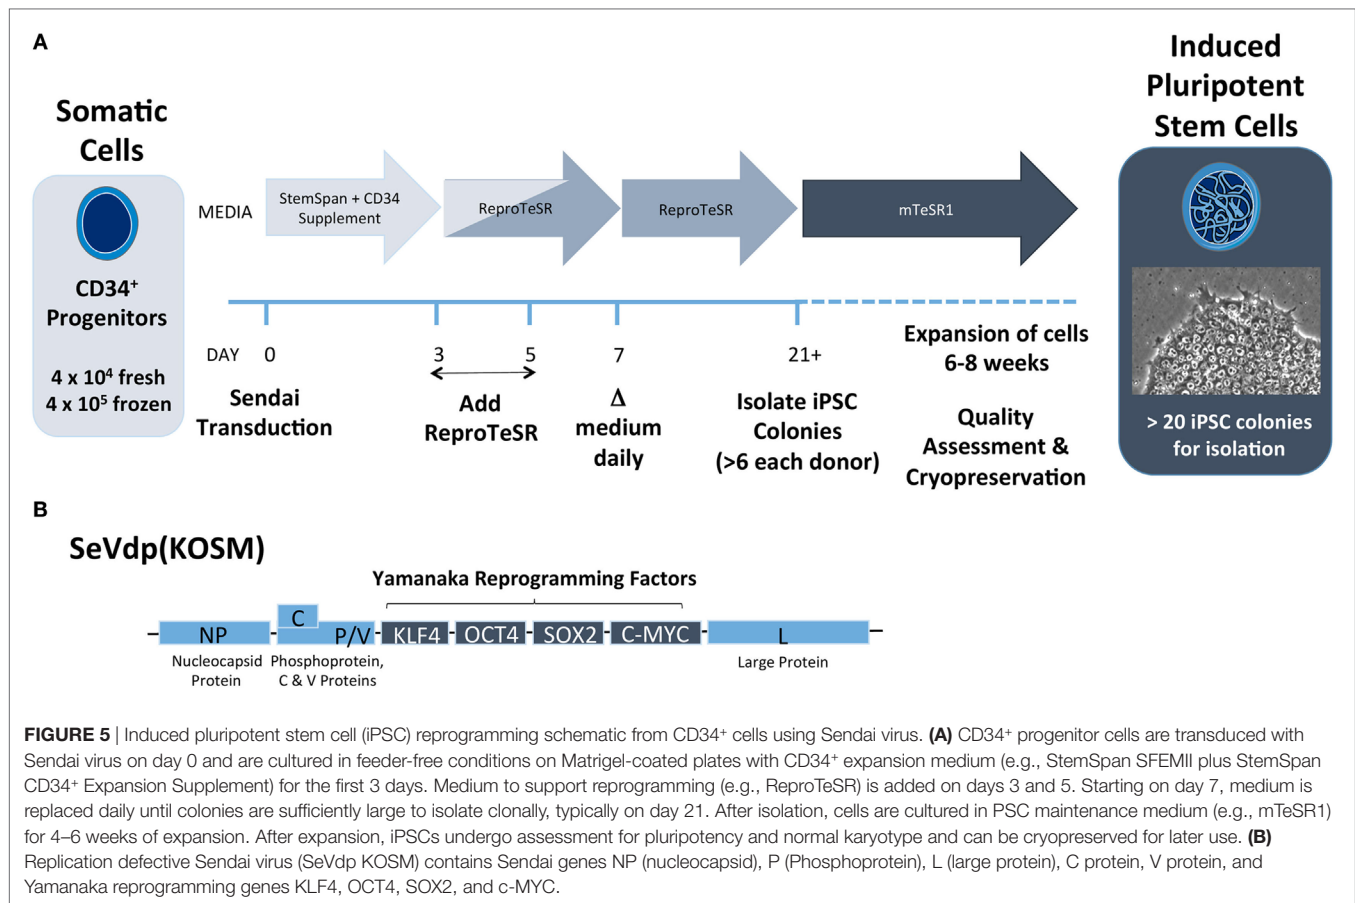 A
Somatic
Cells
CD34⁺
Progenitors
4 x 10⁴ fresh
4 x 10⁵ frozen
MEDIA
StemSpan + CD34
Supplement
ReproTeSR
ReproTeSR
mTeSR1
DAY
0
3
5
7
21+
Sendai
Transduction
Add
ReproTeSR
Δ
medium
daily
Isolate iPSC
Colonies
(>6 each donor)
Expansion of cells
6-8 weeks
Quality
Assessment &
Cryopreservation
Induced
Pluripotent
Stem Cells
> 20 iPSC colonies
for isolation
B
SeVdp(KOSM)
Yamanaka Reprogramming Factors
NP
C
P/V
KLF4
OCT4
SOX2
C-MYC
L
Nucleocapsid
Protein
Phosphoprotein,
C & V Proteins
Large Protein
FIGURE 5 | Induced pluripotent stem cell (iPSC) reprogramming schematic from CD34⁺ cells using Sendai virus. (A) CD34⁺ progenitor cells are transduced with
Sendai virus on day 0 and are cultured in feeder-free conditions on Matrigel-coated plates with CD34⁺ expansion medium (e.g., StemSpan SFEMII plus StemSpan
CD34⁺ Expansion Supplement) for the first 3 days. Medium to support reprogramming (e.g., ReproTeSR) is added on days 3 and 5. Starting on day 7, medium is
replaced daily until colonies are sufficiently large to isolate clonally, typically on day 21. After isolation, cells are cultured in PSC maintenance medium (e.g., mTeSR1)
for 4–6 weeks of expansion. After expansion, iPSCs undergo assessment for pluripotency and normal karyotype and can be cryopreserved for later use. (B)
Replication defective Sendai virus (SeVdp KOSM) contains Sendai genes NP (nucleocapsid), P (Phosphoprotein), L (large protein), C protein, V protein, and
Yamanaka reprogramming genes KLF4, OCT4, SOX2, and c-MYC.